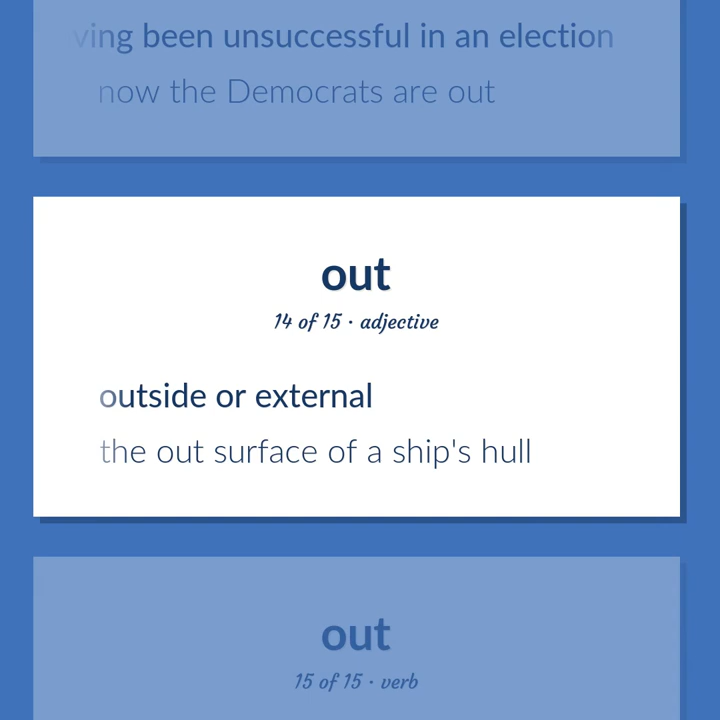 ving been unsuccessful in an election
now the Democrats are out
out
14 of 15 · adjective
outside or external
the out surface of a ship's hull
out
15 of 15 · verb